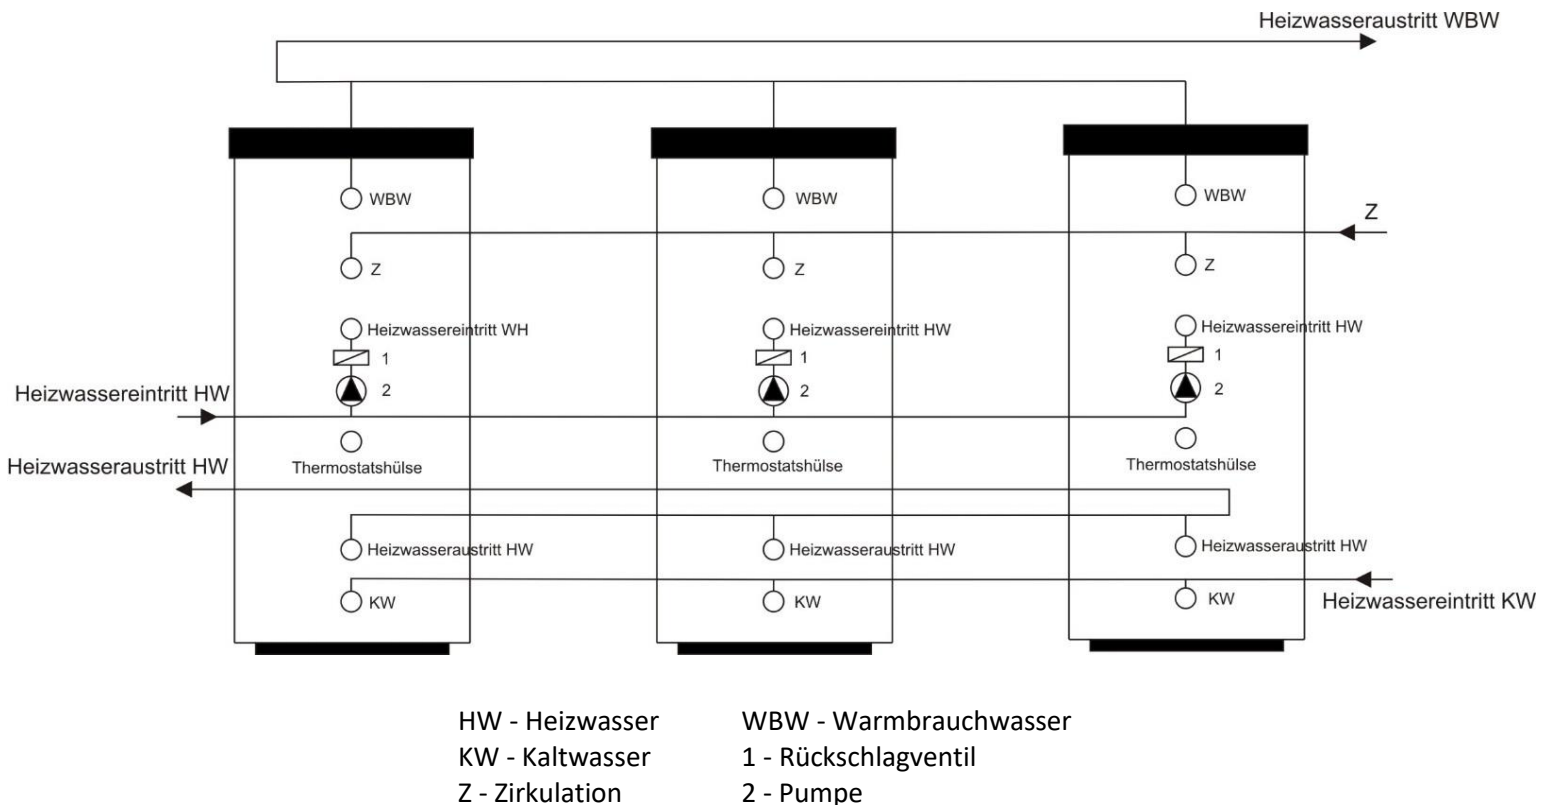 Heizwasseraustritt WBW
WBW
WBW
WBW
Z
Z
Z
Z
Heizwassereintritt WH
Heizwassereintritt HW
Heizwassereintritt HW
1
1
1
Heizwassereintritt HW
2
2
2
Heizwasseraustritt HW
Thermostatshülse
Thermostatshülse
Thermostatshülse
Heizwasseraustritt HW
Heizwasseraustritt HW
Heizwasseraustritt HW
KW
KW
KW
Heizwassereintritt KW
HW - Heizwasser
WBW - Warmbrauchwasser
KW - Kaltwasser
1 - Rückschlagventil
Z - Zirkulation
2 - Pumpe